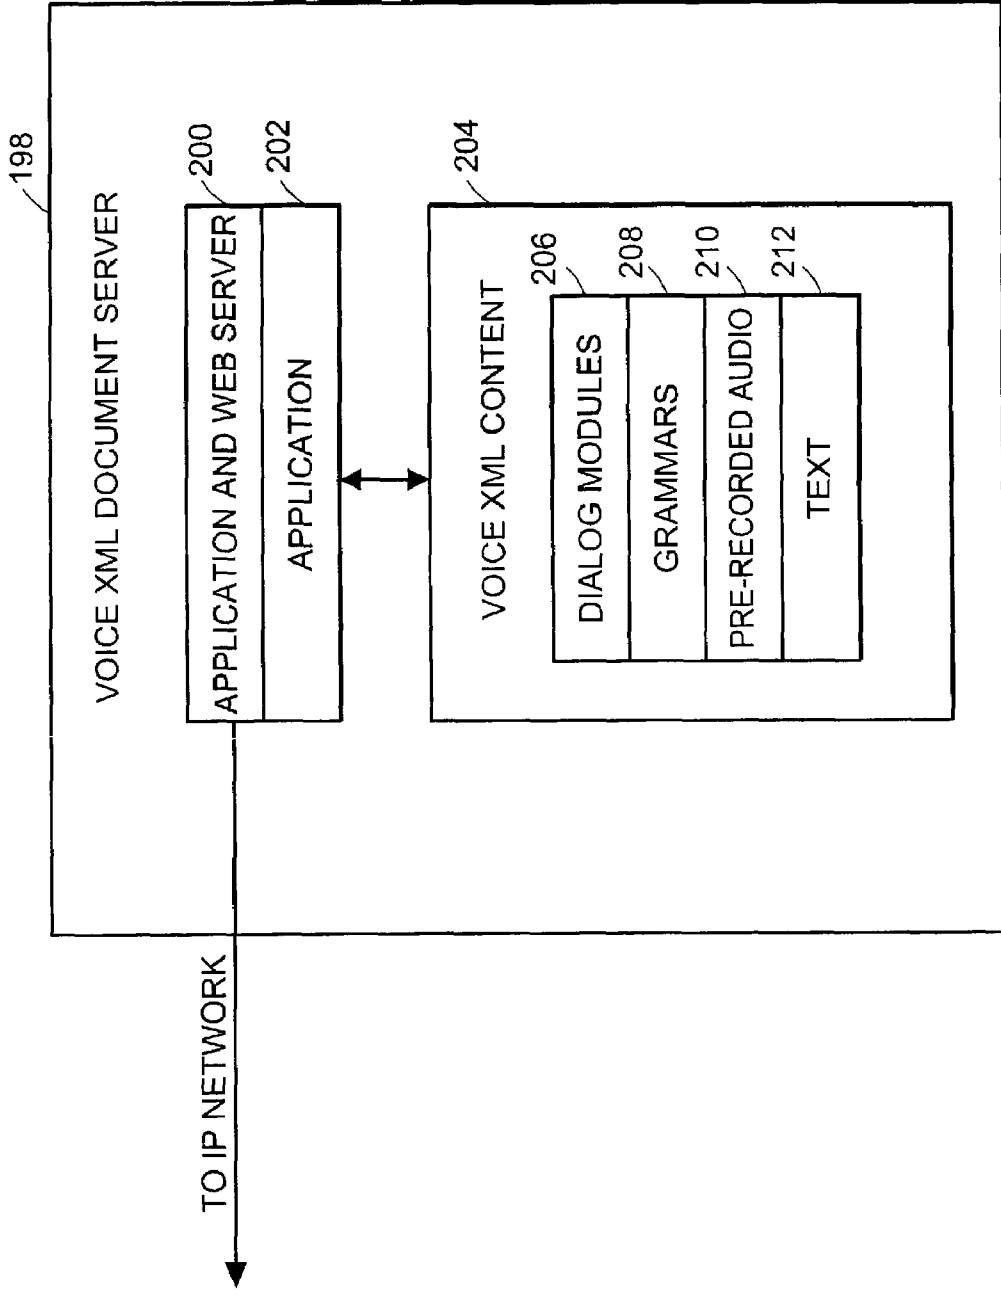 198
VOICE XML DOCUMENT SERVER
200
APPLICATION AND WEB SERVER
202
APPLICATION
TO IP NETWORK
204
VOICE XML CONTENT
206
DIALOG MODULES
208
GRAMMARS
210
PRE-RECORDED AUDIO
212
TEXT